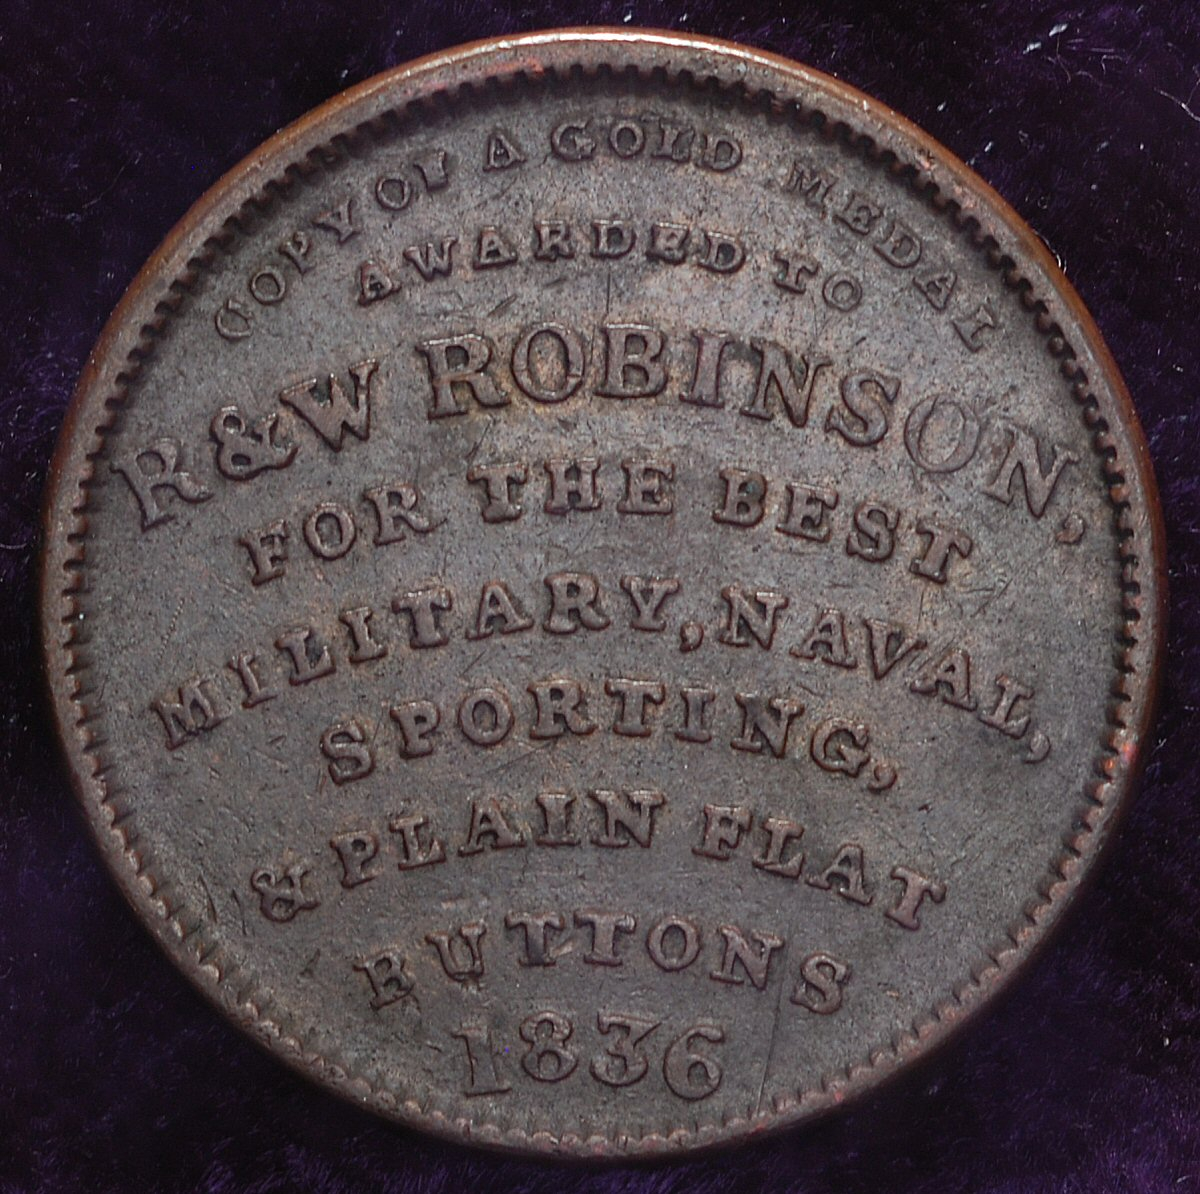 COPY OF A GOLD MEDAL
AWARDED TO
R & W ROBINSON,
FOR THE BEST
MILITARY, NAVAL,
SPORTING,
& PLAIN FLAT
BUTTONS
1836